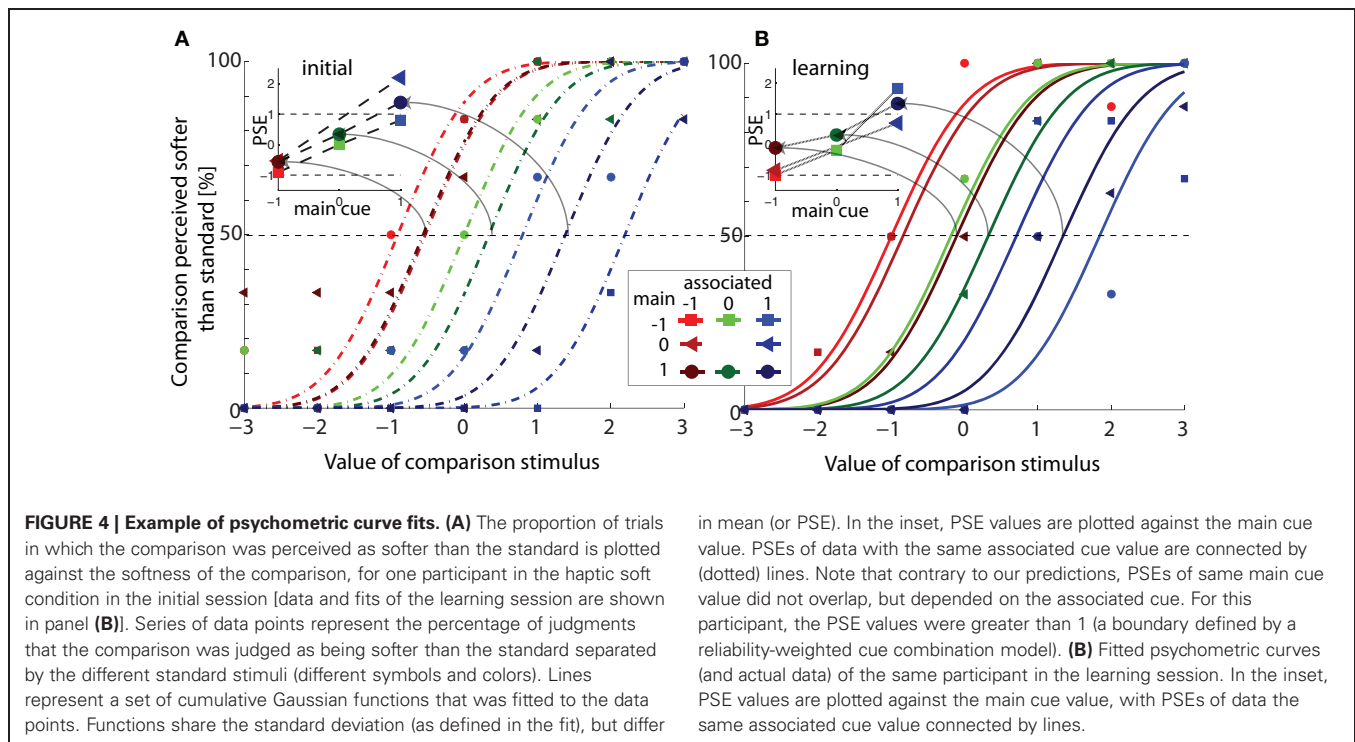 A
100
50
0
Comparison perceived softer
than standard [%]
initial
PSE
2
1
0
−1
−1 0 1
main cue
−3 −2 −1 0 1 2 3
Value of comparison stimulus
B
100
50
0
learning
PSE
2
1
0
−1
−1 0 1
main cue
−3 −2 −1 0 1 2 3
Value of comparison stimulus
associated
main -1 0 1
-1
0
1
FIGURE 4 | Example of psychometric curve fits. (A) The proportion of trials
in which the comparison was perceived as softer than the standard is plotted
against the softness of the comparison, for one participant in the haptic soft
condition in the initial session [data and fits of the learning session are shown
in panel (B)]. Series of data points represent the percentage of judgments
that the comparison was judged as being softer than the standard separated
by the different standard stimuli (different symbols and colors). Lines
represent a set of cumulative Gaussian functions that was fitted to the data
points. Functions share the standard deviation (as defined in the fit), but differ
in mean (or PSE). In the inset, PSE values are plotted against the main cue
value. PSEs of data with the same associated cue value are connected by
(dotted) lines. Note that contrary to our predictions, PSEs of same main cue
value did not overlap, but depended on the associated cue. For this
participant, the PSE values were greater than 1 (a boundary defined by a
reliability-weighted cue combination model). (B) Fitted psychometric curves
(and actual data) of the same participant in the learning session. In the inset,
PSE values are plotted against the main cue value, with PSEs of data the
same associated cue value connected by lines.